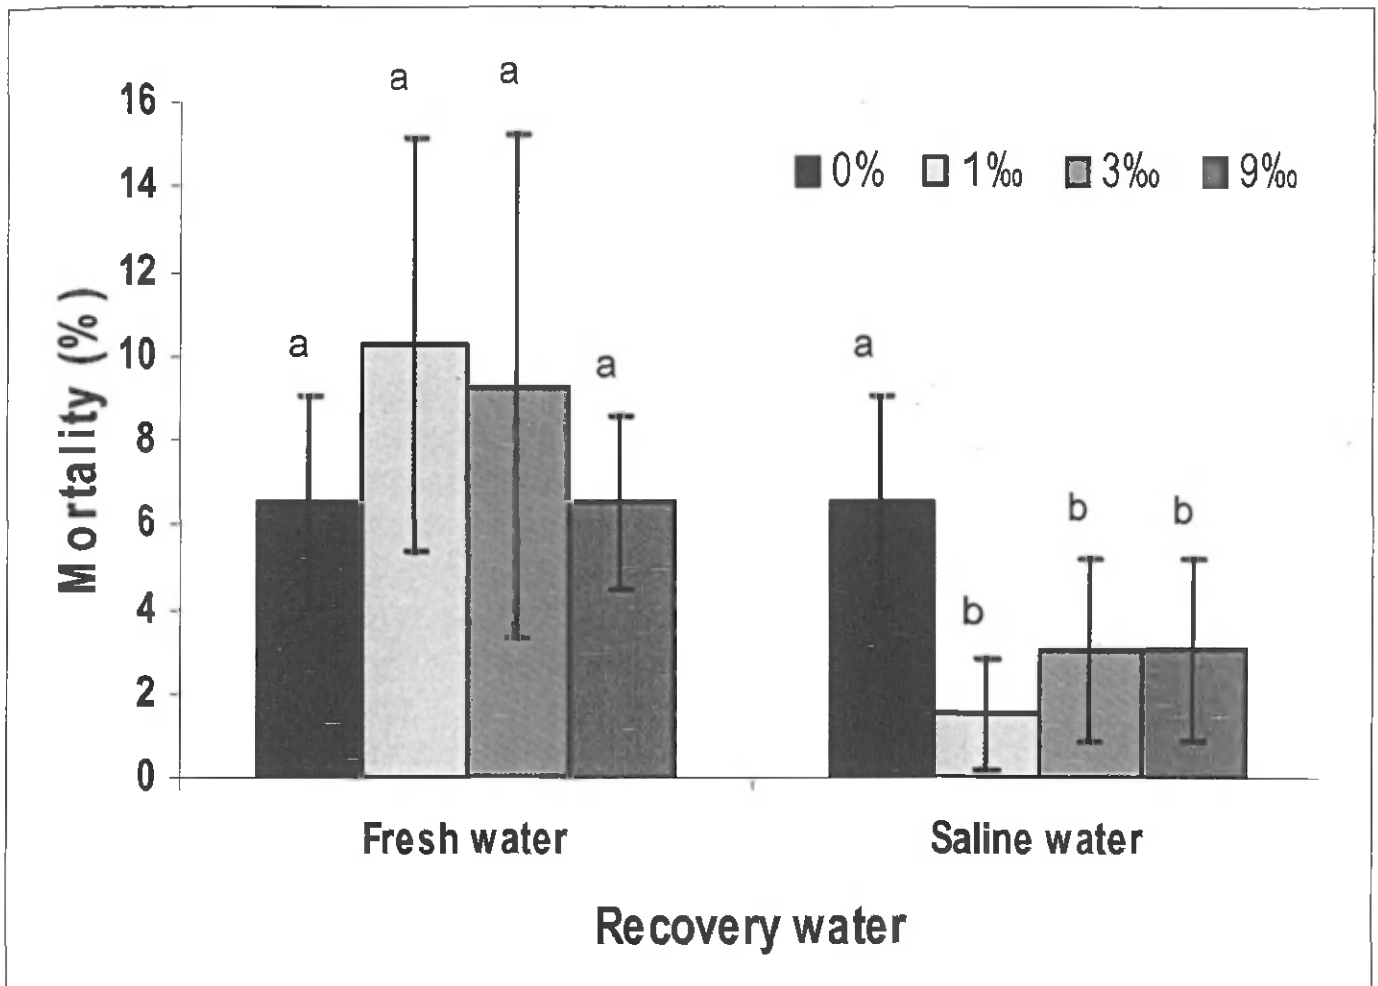 a a
16
0% 1‰ 3‰ 9‰
14
12
10
a a a
8
6
b b
4
b
2
0
Mortality (%)
Fresh water Saline water
Recovery water